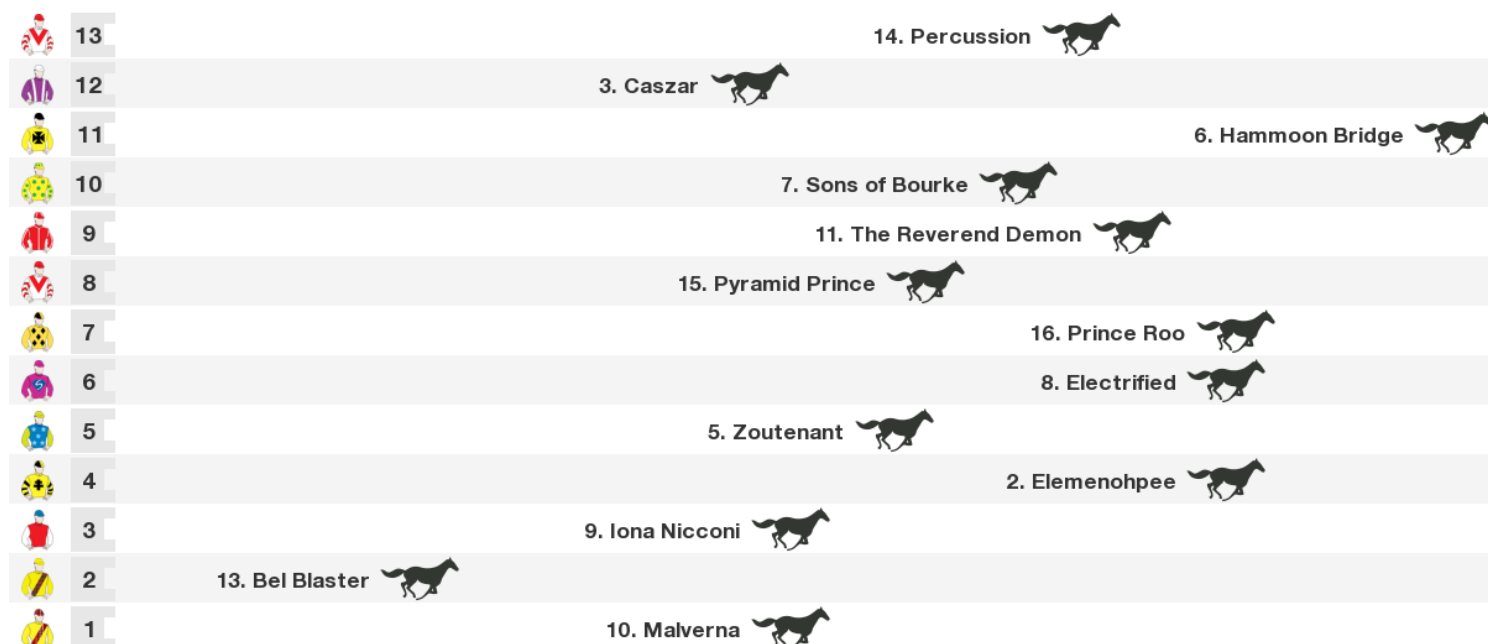 13 14. Percussion
12 3. Caszar
11 6. Hammoon Bridge
10 7. Sons of Bourke
9 11. The Reverend Demon
8 15. Pyramid Prince
7 16. Prince Roo
6 8. Electrified
5 5. Zoutenant
4 2. Elemenohpee
3 9. Iona Nicconi
2 13. Bel Blaster
1 10. Malverna